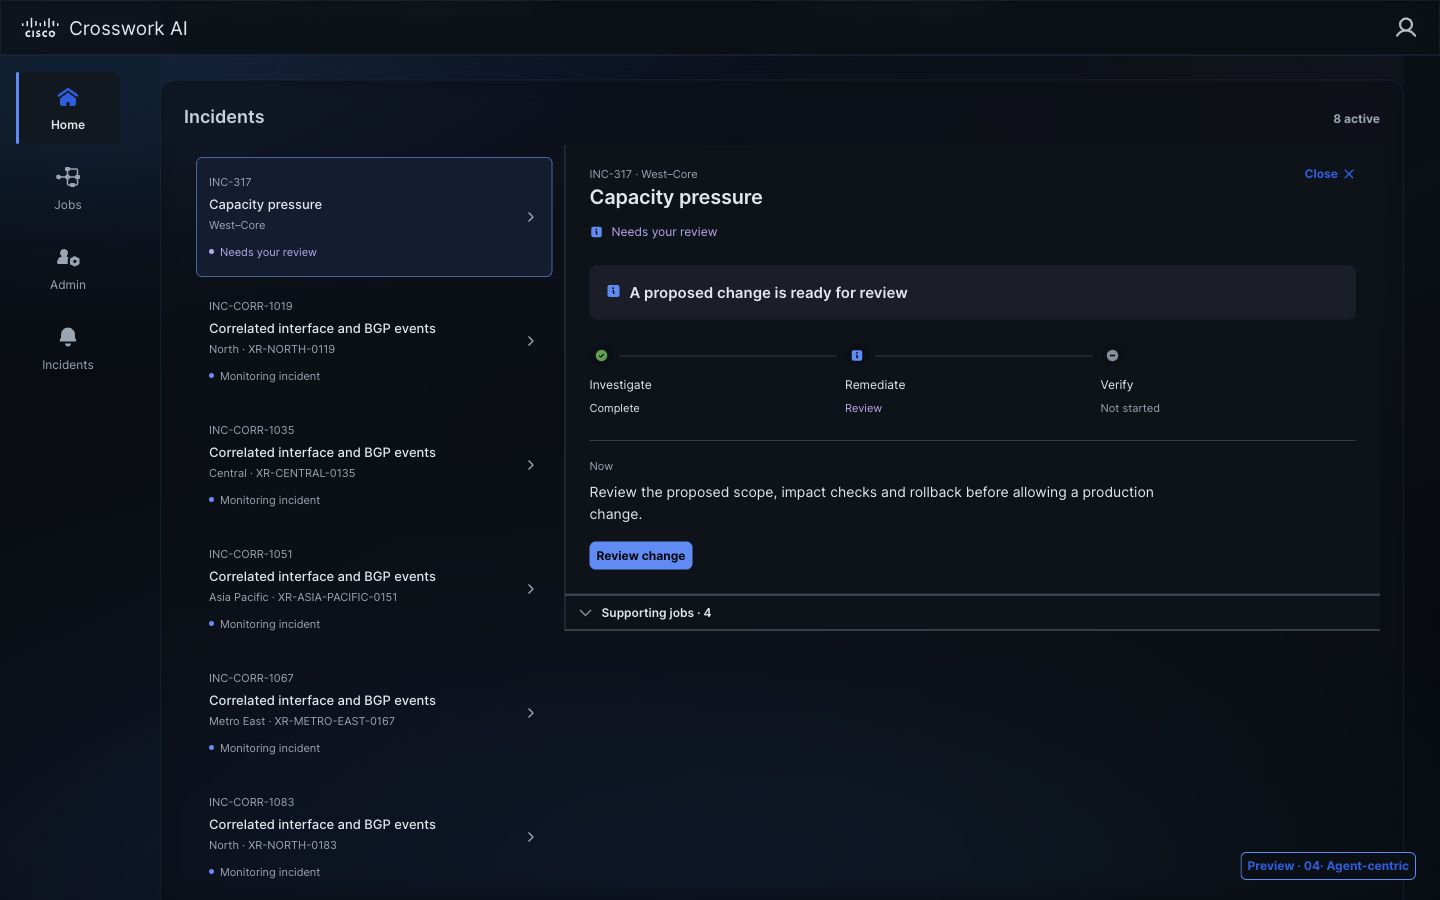 CISCO
Crosswork AI
Home
Jobs
Admin
Incidents
Incidents
8 active
INC-317
Capacity pressure
West–Core
Needs your review
INC-CORR-1019
Correlated interface and BGP events
North · XR-NORTH-0119
Monitoring incident
INC-CORR-1035
Correlated interface and BGP events
Central · XR-CENTRAL-0135
Monitoring incident
INC-CORR-1051
Correlated interface and BGP events
Asia Pacific · XR-ASIA-PACIFIC-0151
Monitoring incident
INC-CORR-1067
Correlated interface and BGP events
Metro East · XR-METRO-EAST-0167
Monitoring incident
INC-CORR-1083
Correlated interface and BGP events
North · XR-NORTH-0183
Monitoring incident
INC-317 · West–Core
Close
Capacity pressure
Needs your review
A proposed change is ready for review
Investigate
Complete
Remediate
Review
Verify
Not started
Now
Review the proposed scope, impact checks and rollback before allowing a production
change.
Review change
Supporting jobs · 4
Preview · 04· Agent-centric